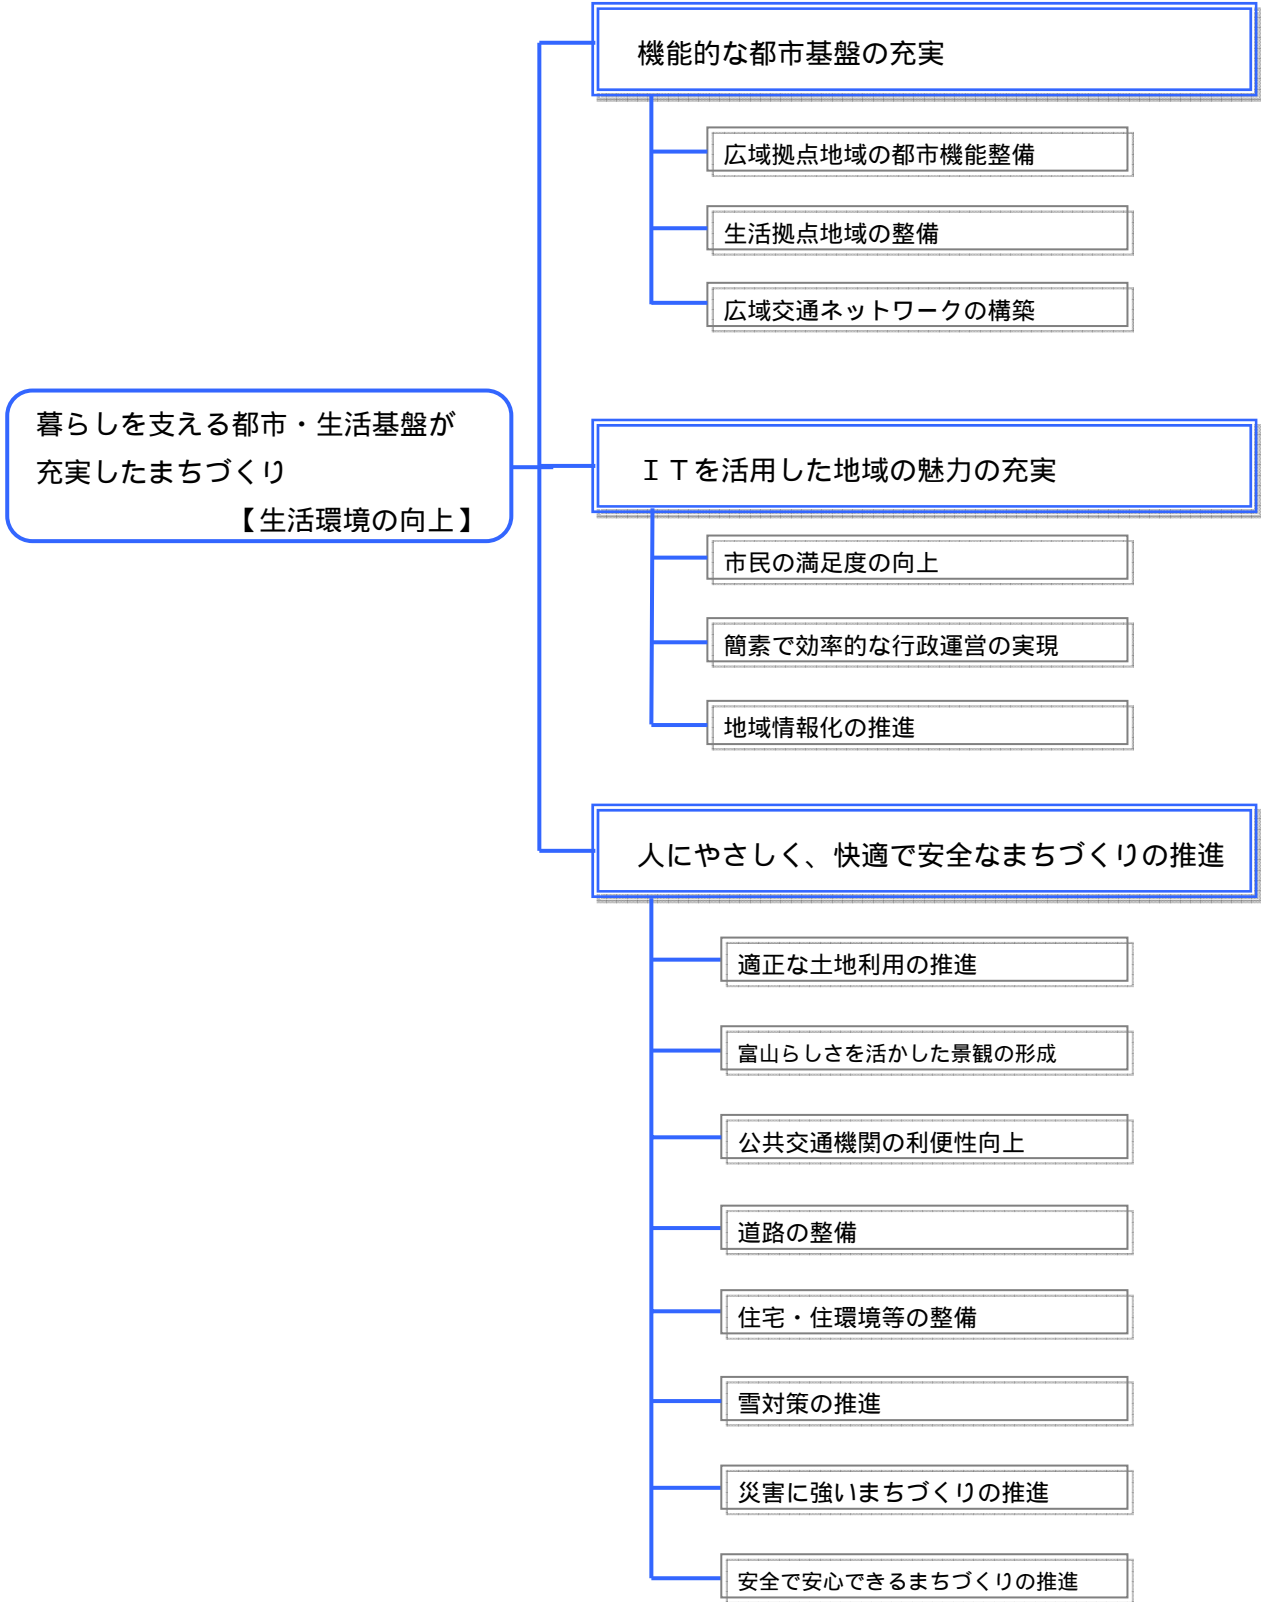 暮らしを支える都市・生活基盤が
充実したまちづくり
【生活環境の向上】
機能的な都市基盤の充実
広域拠点地域の都市機能整備
生活拠点地域の整備
広域交通ネットワークの構築
ＩＴを活用した地域の魅力の充実
市民の満足度の向上
簡素で効率的な行政運営の実現
地域情報化の推進
人にやさしく、快適で安全なまちづくりの推進
適正な土地利用の推進
富山らしさを活かした景観の形成
公共交通機関の利便性向上
道路の整備
住宅・住環境等の整備
雪対策の推進
災害に強いまちづくりの推進
安全で安心できるまちづくりの推進